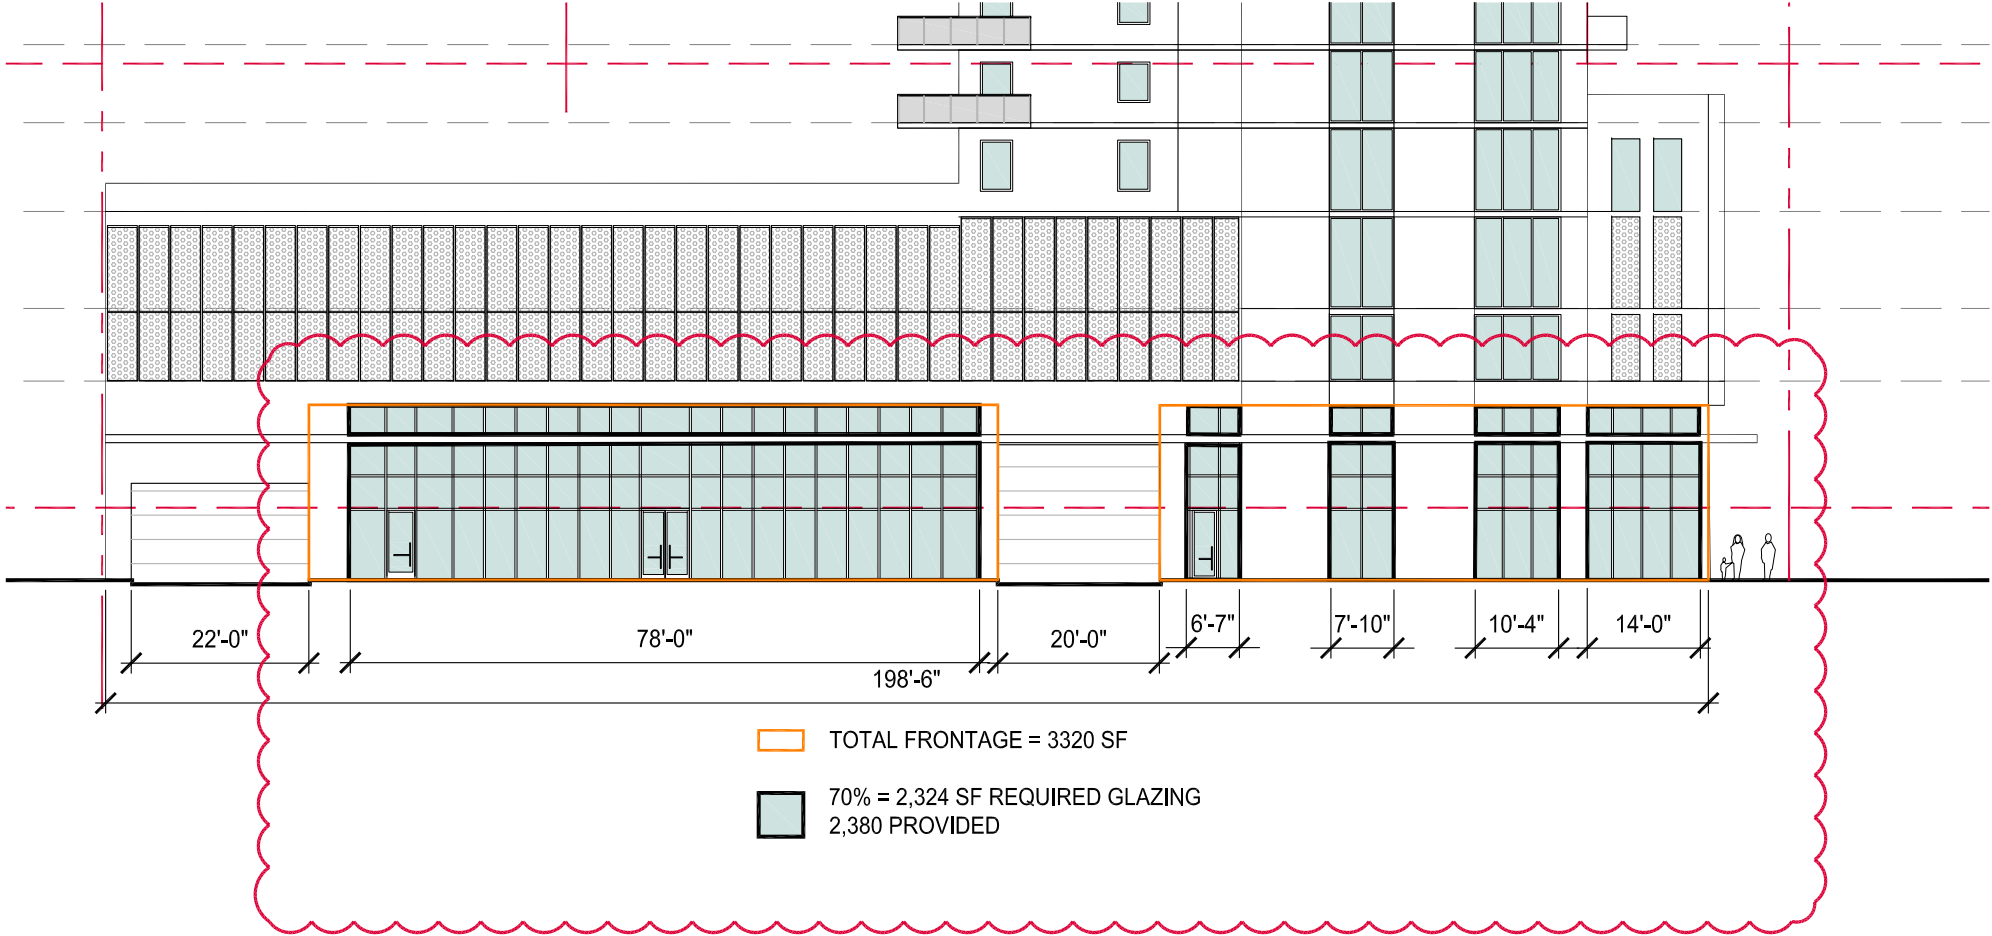 22'-0"
78'-0"
20'-0"
6'-7"
7'-10"
10'-4"
14'-0"
198'-6"
TOTAL FRONTAGE = 3320 SF
70% = 2,324 SF REQUIRED GLAZING
2,380 PROVIDED